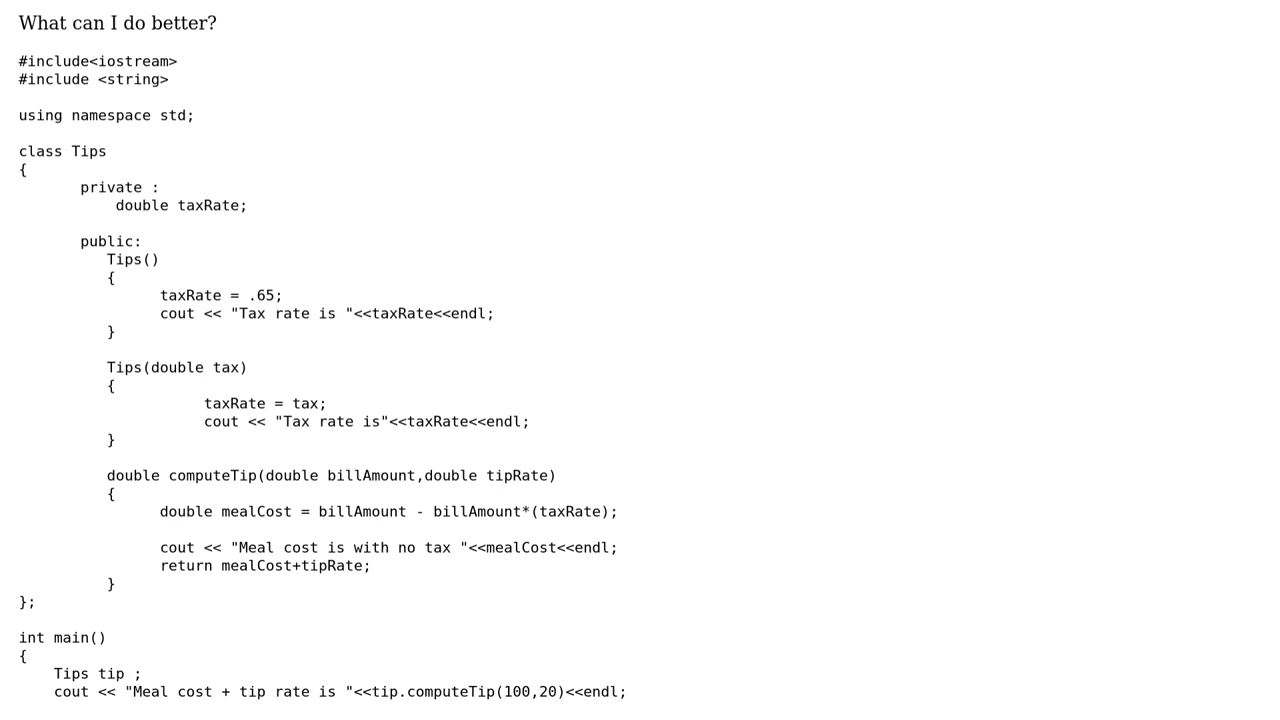 What can I do better?
#include<iostream>
#include <string>
using namespace std;
class Tips
{
private :
double taxRate;
public:
Tips()
{
taxRate = .65;
cout << "Tax rate is "<<taxRate<<endl;
}
Tips(double tax)
{
taxRate = tax;
cout << "Tax rate is"<<taxRate<<endl;
}
double computeTip(double billAmount,double tipRate)
{
double mealCost = billAmount - billAmount*(taxRate);
cout << "Meal cost is with no tax "<<mealCost<<endl;
return mealCost+tipRate;
}
};
int main()
{
Tips tip ;
cout << "Meal cost + tip rate is "<<tip.computeTip(100,20)<<endl;